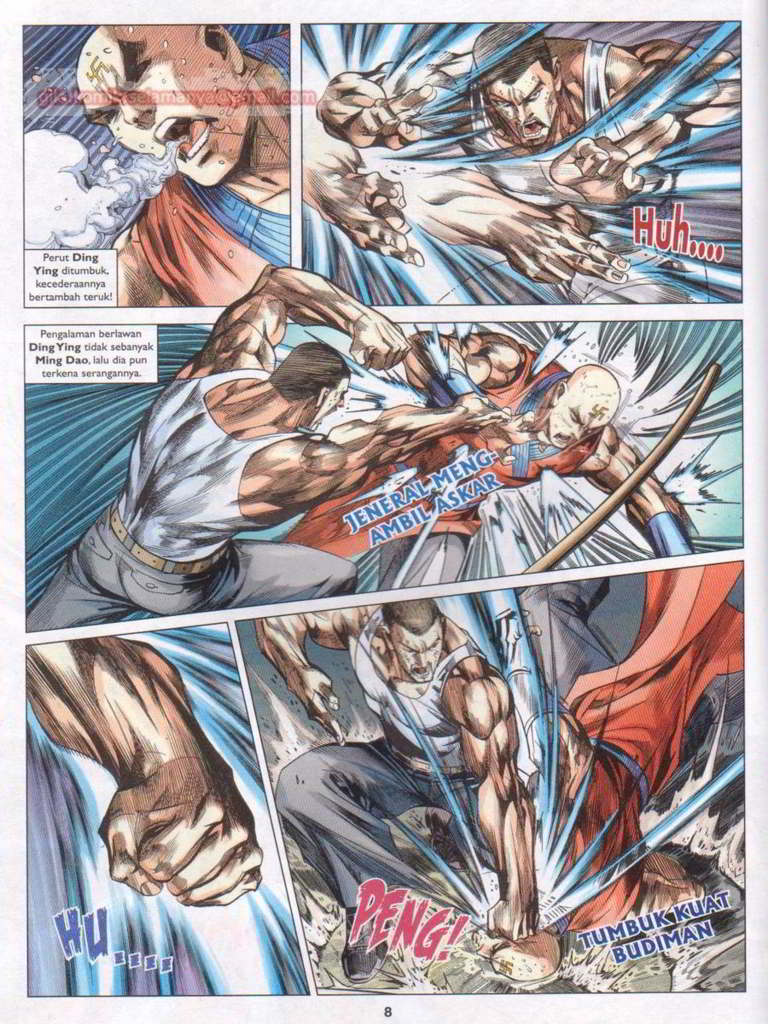 Perut Ding
Ying ditumbuk,
kecederaannya
bertambah teruk!
Huh....
Pengalaman berlawan
Ding Ying tidak sebanyak
Ming Dao, lalu dia pun
terkena serangannya.
JENERAL MENG-
AMBIL ASKAR
HU....
PENG!
TUMBUK KUAT
BUDIMAN
8